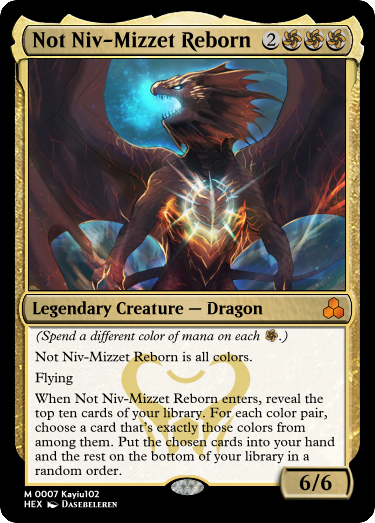 Not Niv-Mizzet Reborn 2
Legendary Creature — Dragon
(Spend a different color of mana on each .)
Not Niv-Mizzet Reborn is all colors.
Flying
When Not Niv-Mizzet Reborn enters, reveal the
top ten cards of your library. For each color pair,
choose a card that's exactly those colors from
among them. Put the chosen cards into your hand
and the rest on the bottom of your library in a
random order.
6/6
M 0007 Kayiu102
HEX Dasebeleren